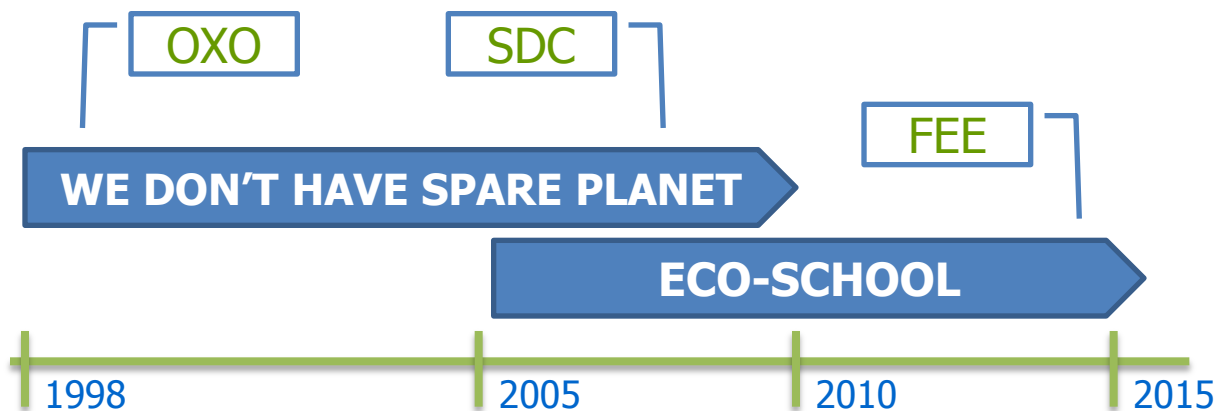 OXO
SDC
FEE
WE DON’T HAVE SPARE PLANET
ECO-SCHOOL
1998
2005
2010
2015